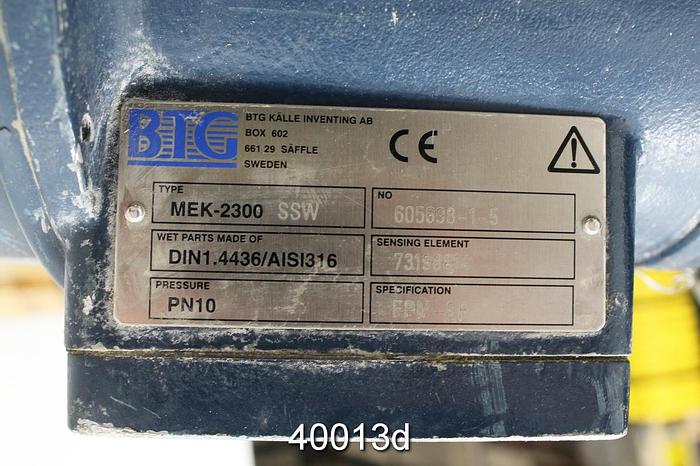 BTG
BTG KÄLLE INVENTING AB
BOX 602
661 29 SÄFFLE
SWEDEN
CE
TYPE
MEK-2300 SSW
NO
WET PARTS MADE OF
DIN1.4436/AISI316
SENSING ELEMENT
PRESSURE
PN10
SPECIFICATION
40013d